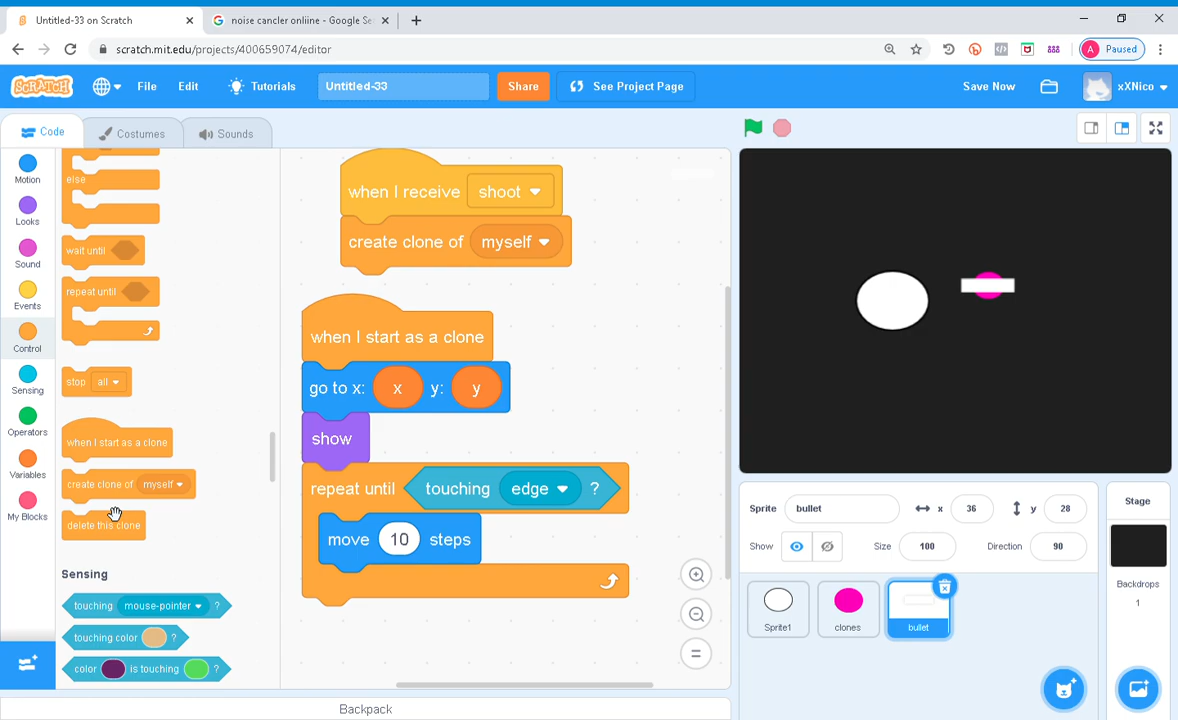 Untitled-33 on Scratch
noise cancler onliine - Google Se
scratch.mit.edu/projects/400659074/editor
A Paused
SCRATCH File Edit Tutorials Untitled-33 Share See Project Page Save Now xXNico
Code Costumes Sounds
Motion
Looks
Sound
Events
Control
Sensing
Operators
Variables
My Blocks
else
wait until
repeat until
stop all
when I start as a clone
create clone of myself
delete this clone
Sensing
touching mouse-pointer ?
touching color ?
color is touching ?
when I receive shoot
create clone of myself
when I start as a clone
go to x: x y: y
show
repeat until touching edge ?
move 10 steps
Backpack
Sprite bullet x 36 y 28
Show Size 100 Direction 90
Sprite1 clones bullet
Stage
Backdrops
1